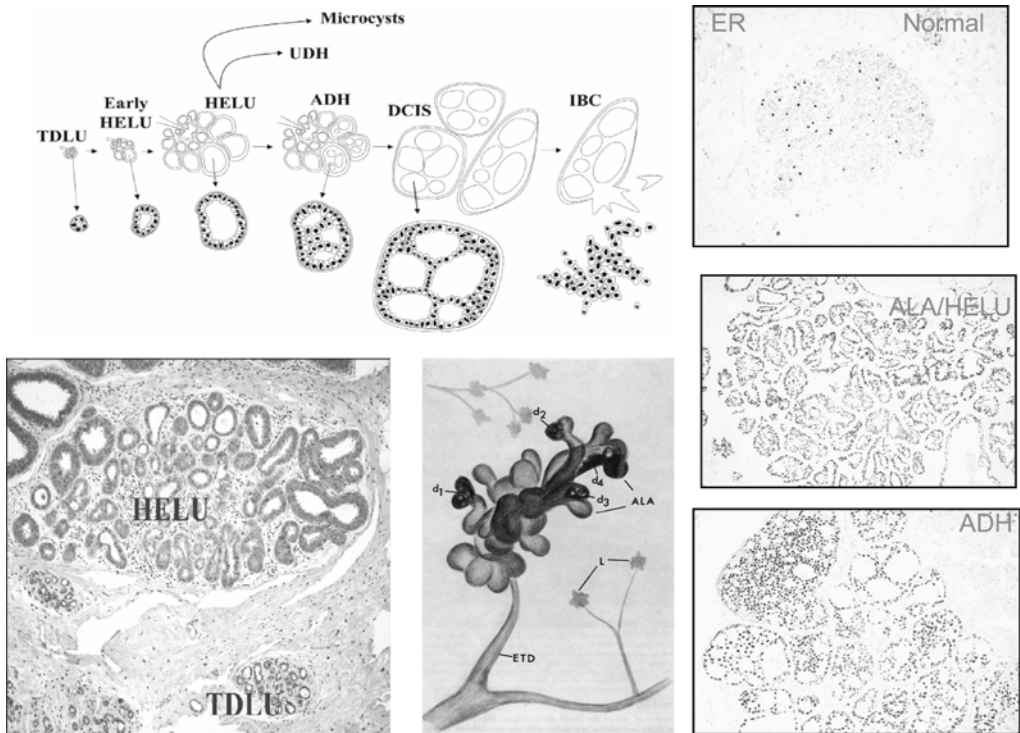 Microcysts
UDH
HELU
ADH
DCIS
IBC
Early
HELU
TDLU
ER Normal
ALA/HELU
ADH
HELU
TDLU
d2
d1
d4
d3
ALA
L
ETD